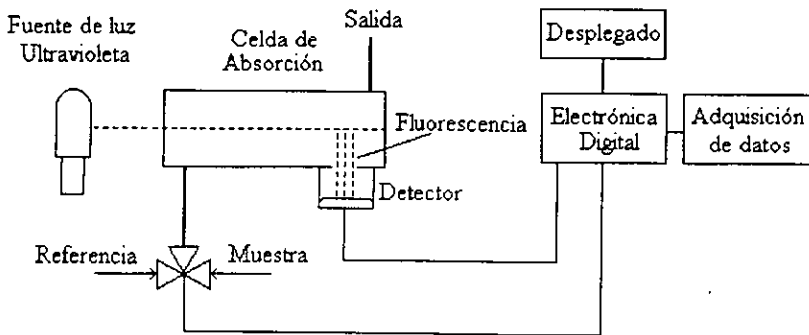 Fuente de luz
Ultravioleta
Celda de
Absorción
Salida
Desplegado
Fluorescencia
Electrónica
Digital
Adquisición
de datos
Detector
Referencia
Muestra